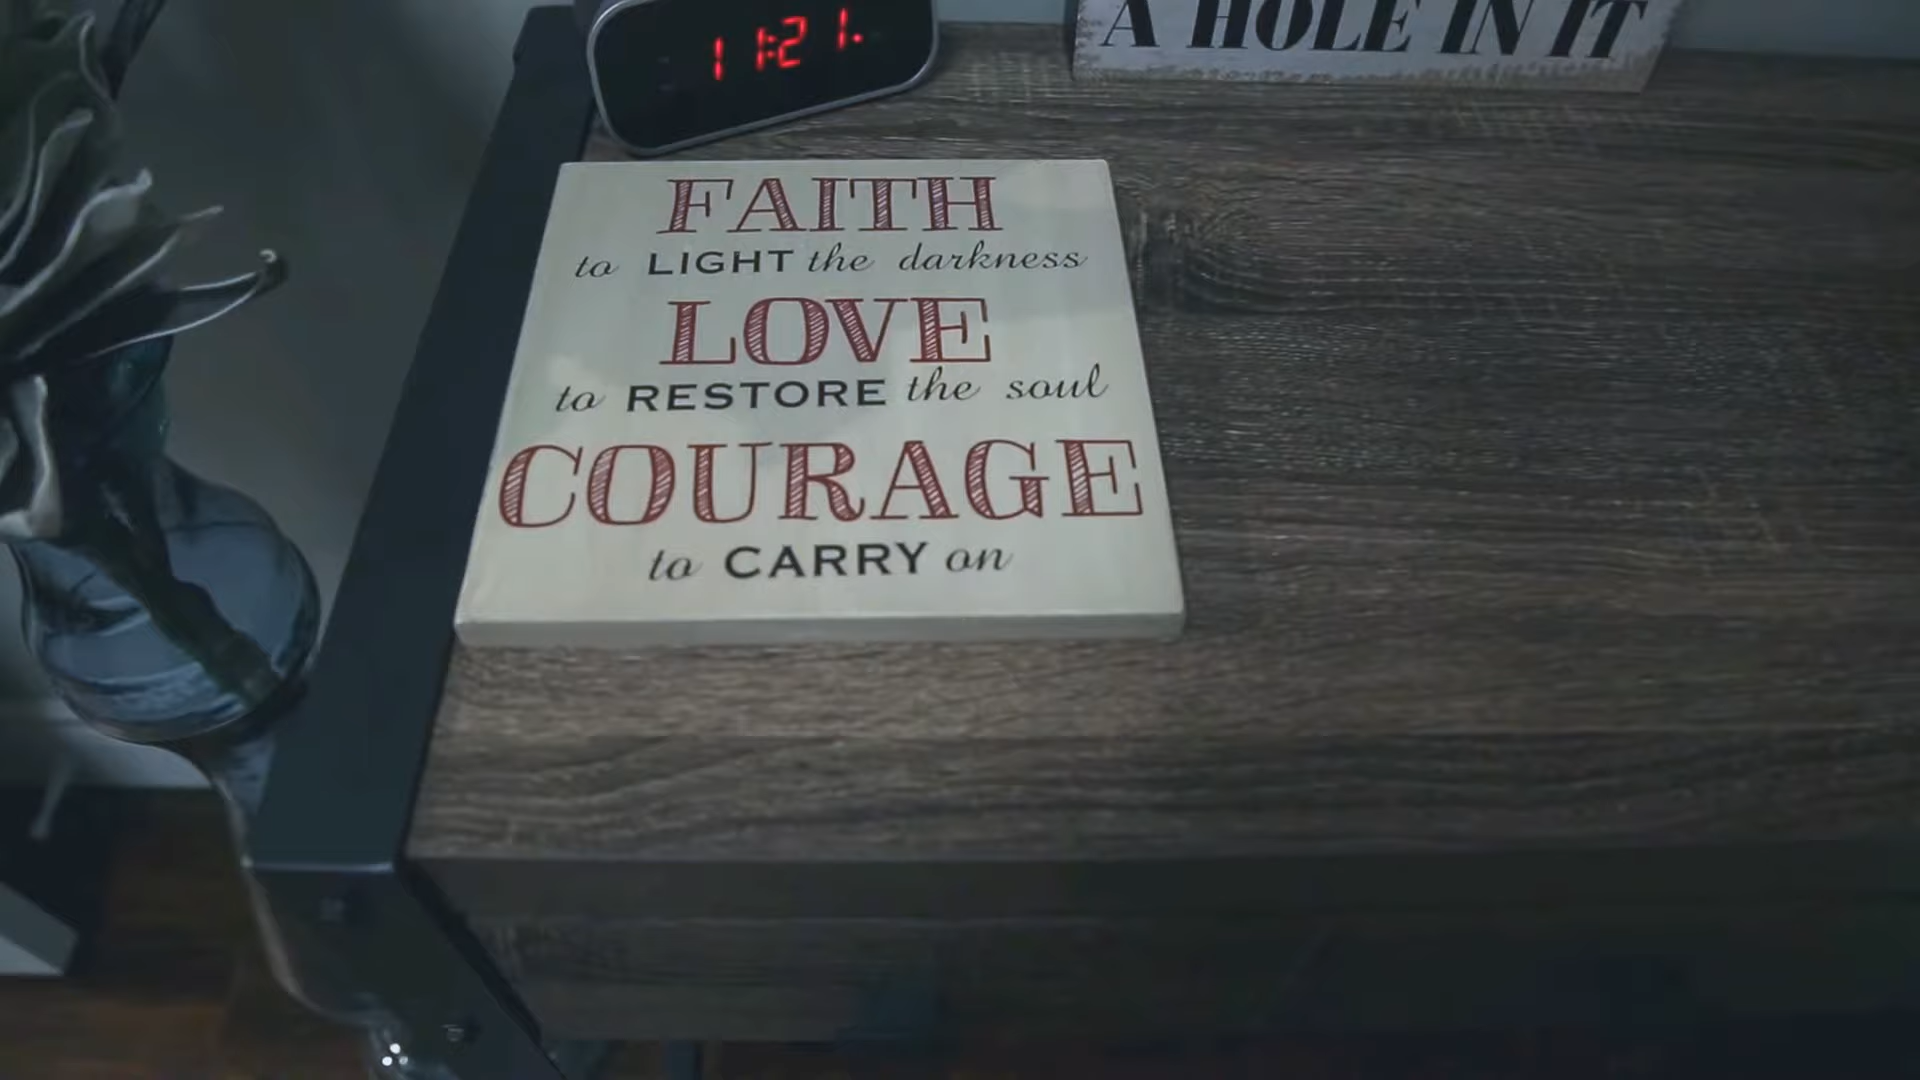 11:21.
A HOLE IN IT
FAITH
to LIGHT the darkness
LOVE
to RESTORE the soul
COURAGE
to CARRY on